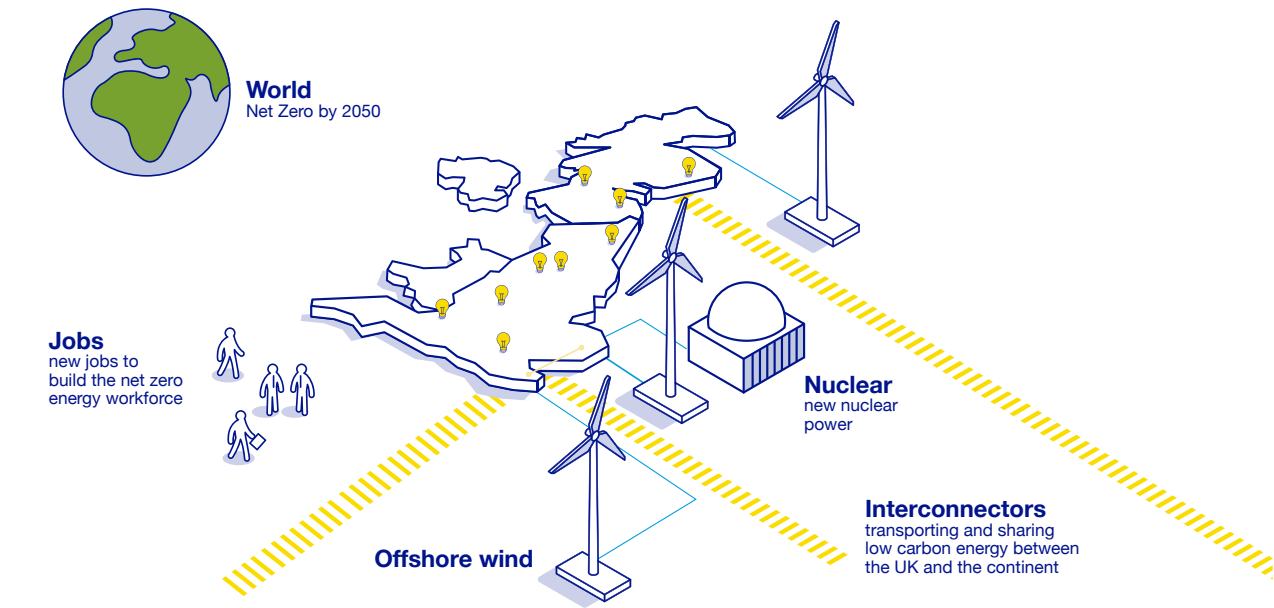 World
Net Zero by 2050
Jobs
new jobs to
build the net zero
energy workforce
Nuclear
new nuclear
power
Interconnectors
transporting and sharing
low carbon energy between
the UK and the continent
Offshore wind